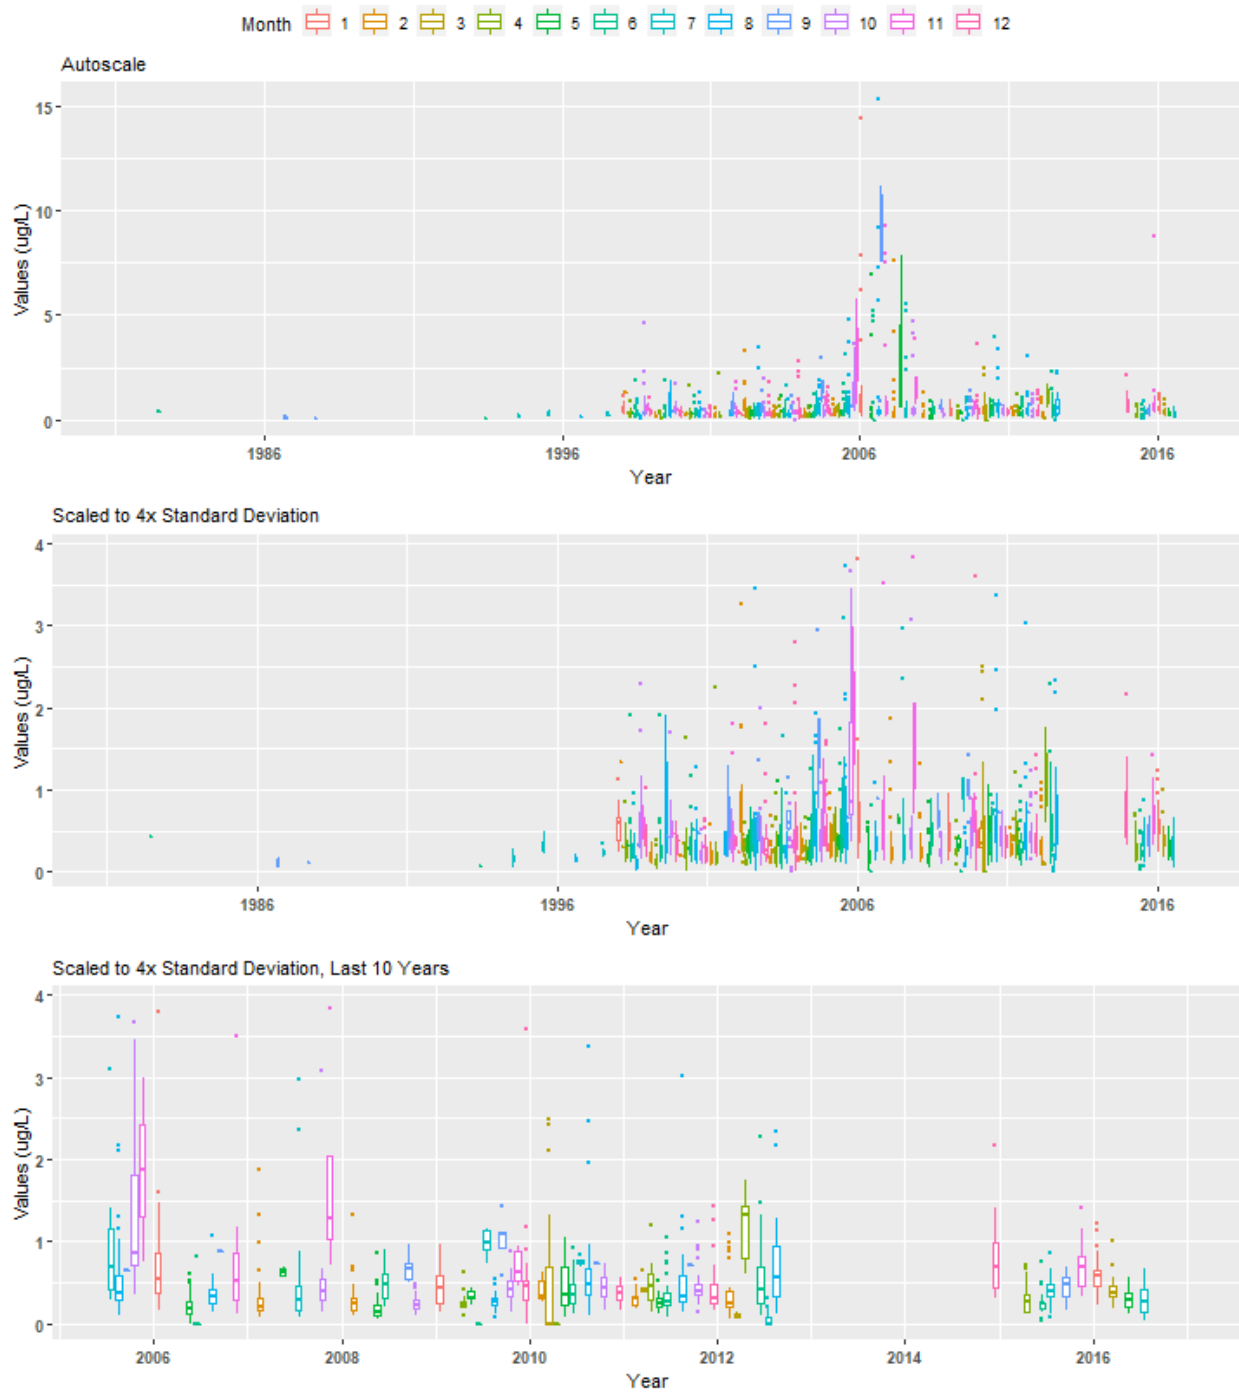 Month 1 2 3 4 5 6 7 8 9 10 11 12
Autoscale
15
10
5
0
Values (ug/L)
1986 1996 2006 2016
Year
Scaled to 4x Standard Deviation
4
3
2
1
0
Values (ug/L)
1986 1996 2006 2016
Year
Scaled to 4x Standard Deviation, Last 10 Years
4
3
2
1
0
Values (ug/L)
2006 2008 2010 2012 2014 2016
Year